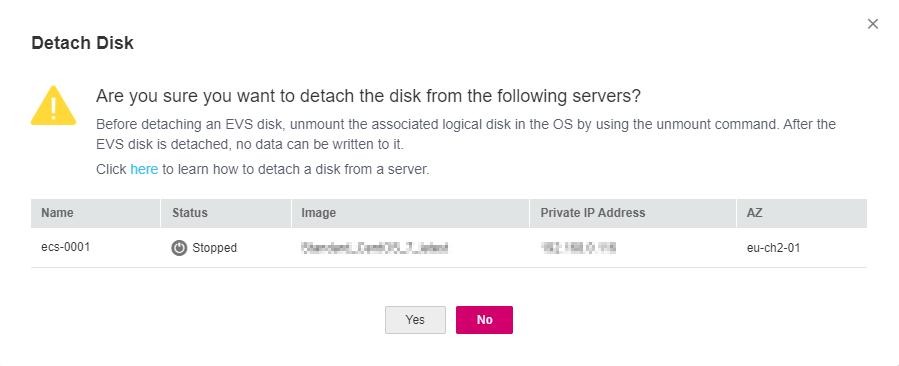 Detach Disk
Are you sure you want to detach the disk from the following servers?
Before detaching an EVS disk, unmount the associated logical disk in the OS by using the unmount command. After the
EVS disk is detached, no data can be written to it.
Click here to learn how to detach a disk from a server.
Name Status Image Private IP Address AZ
ecs-0001 Stopped eu-ch2-01
Yes No